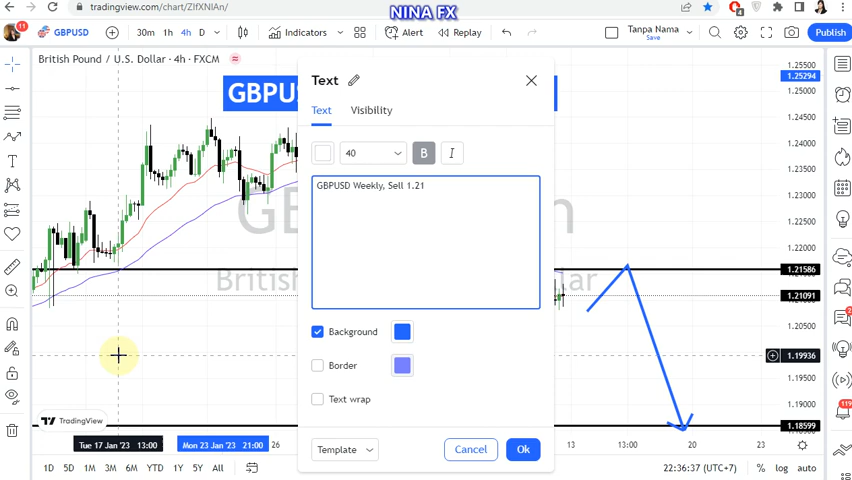 NINA FX
tradingview.com/chart/ZIfXNIAn/
11
GBPUSD
30m 1h 4h D
Indicators
Alert
Replay
Tanpa Nama
Save
Publish
British Pound / U.S. Dollar · 4h · FXCM
GBPU
Text
Text
Visibility
40
B
I
GBPUSD Weekly, Sell 1.21
Background
Border
Text wrap
Template
Cancel
Ok
1.25500
1.25294
1.25000
1.24500
1.24000
1.23500
1.23000
1.22500
1.22000
1.21586
1.21091
1.20500
1.19936
1.19500
1.19000
1.18599
TradingView
Tue 17 Jan '23 13:00
Mon 23 Jan '23 21:00
26
13
13:00
20
23
1D 5D 1M 3M 6M YTD 1Y 5Y All
22:36:37 (UTC+7)
% log auto